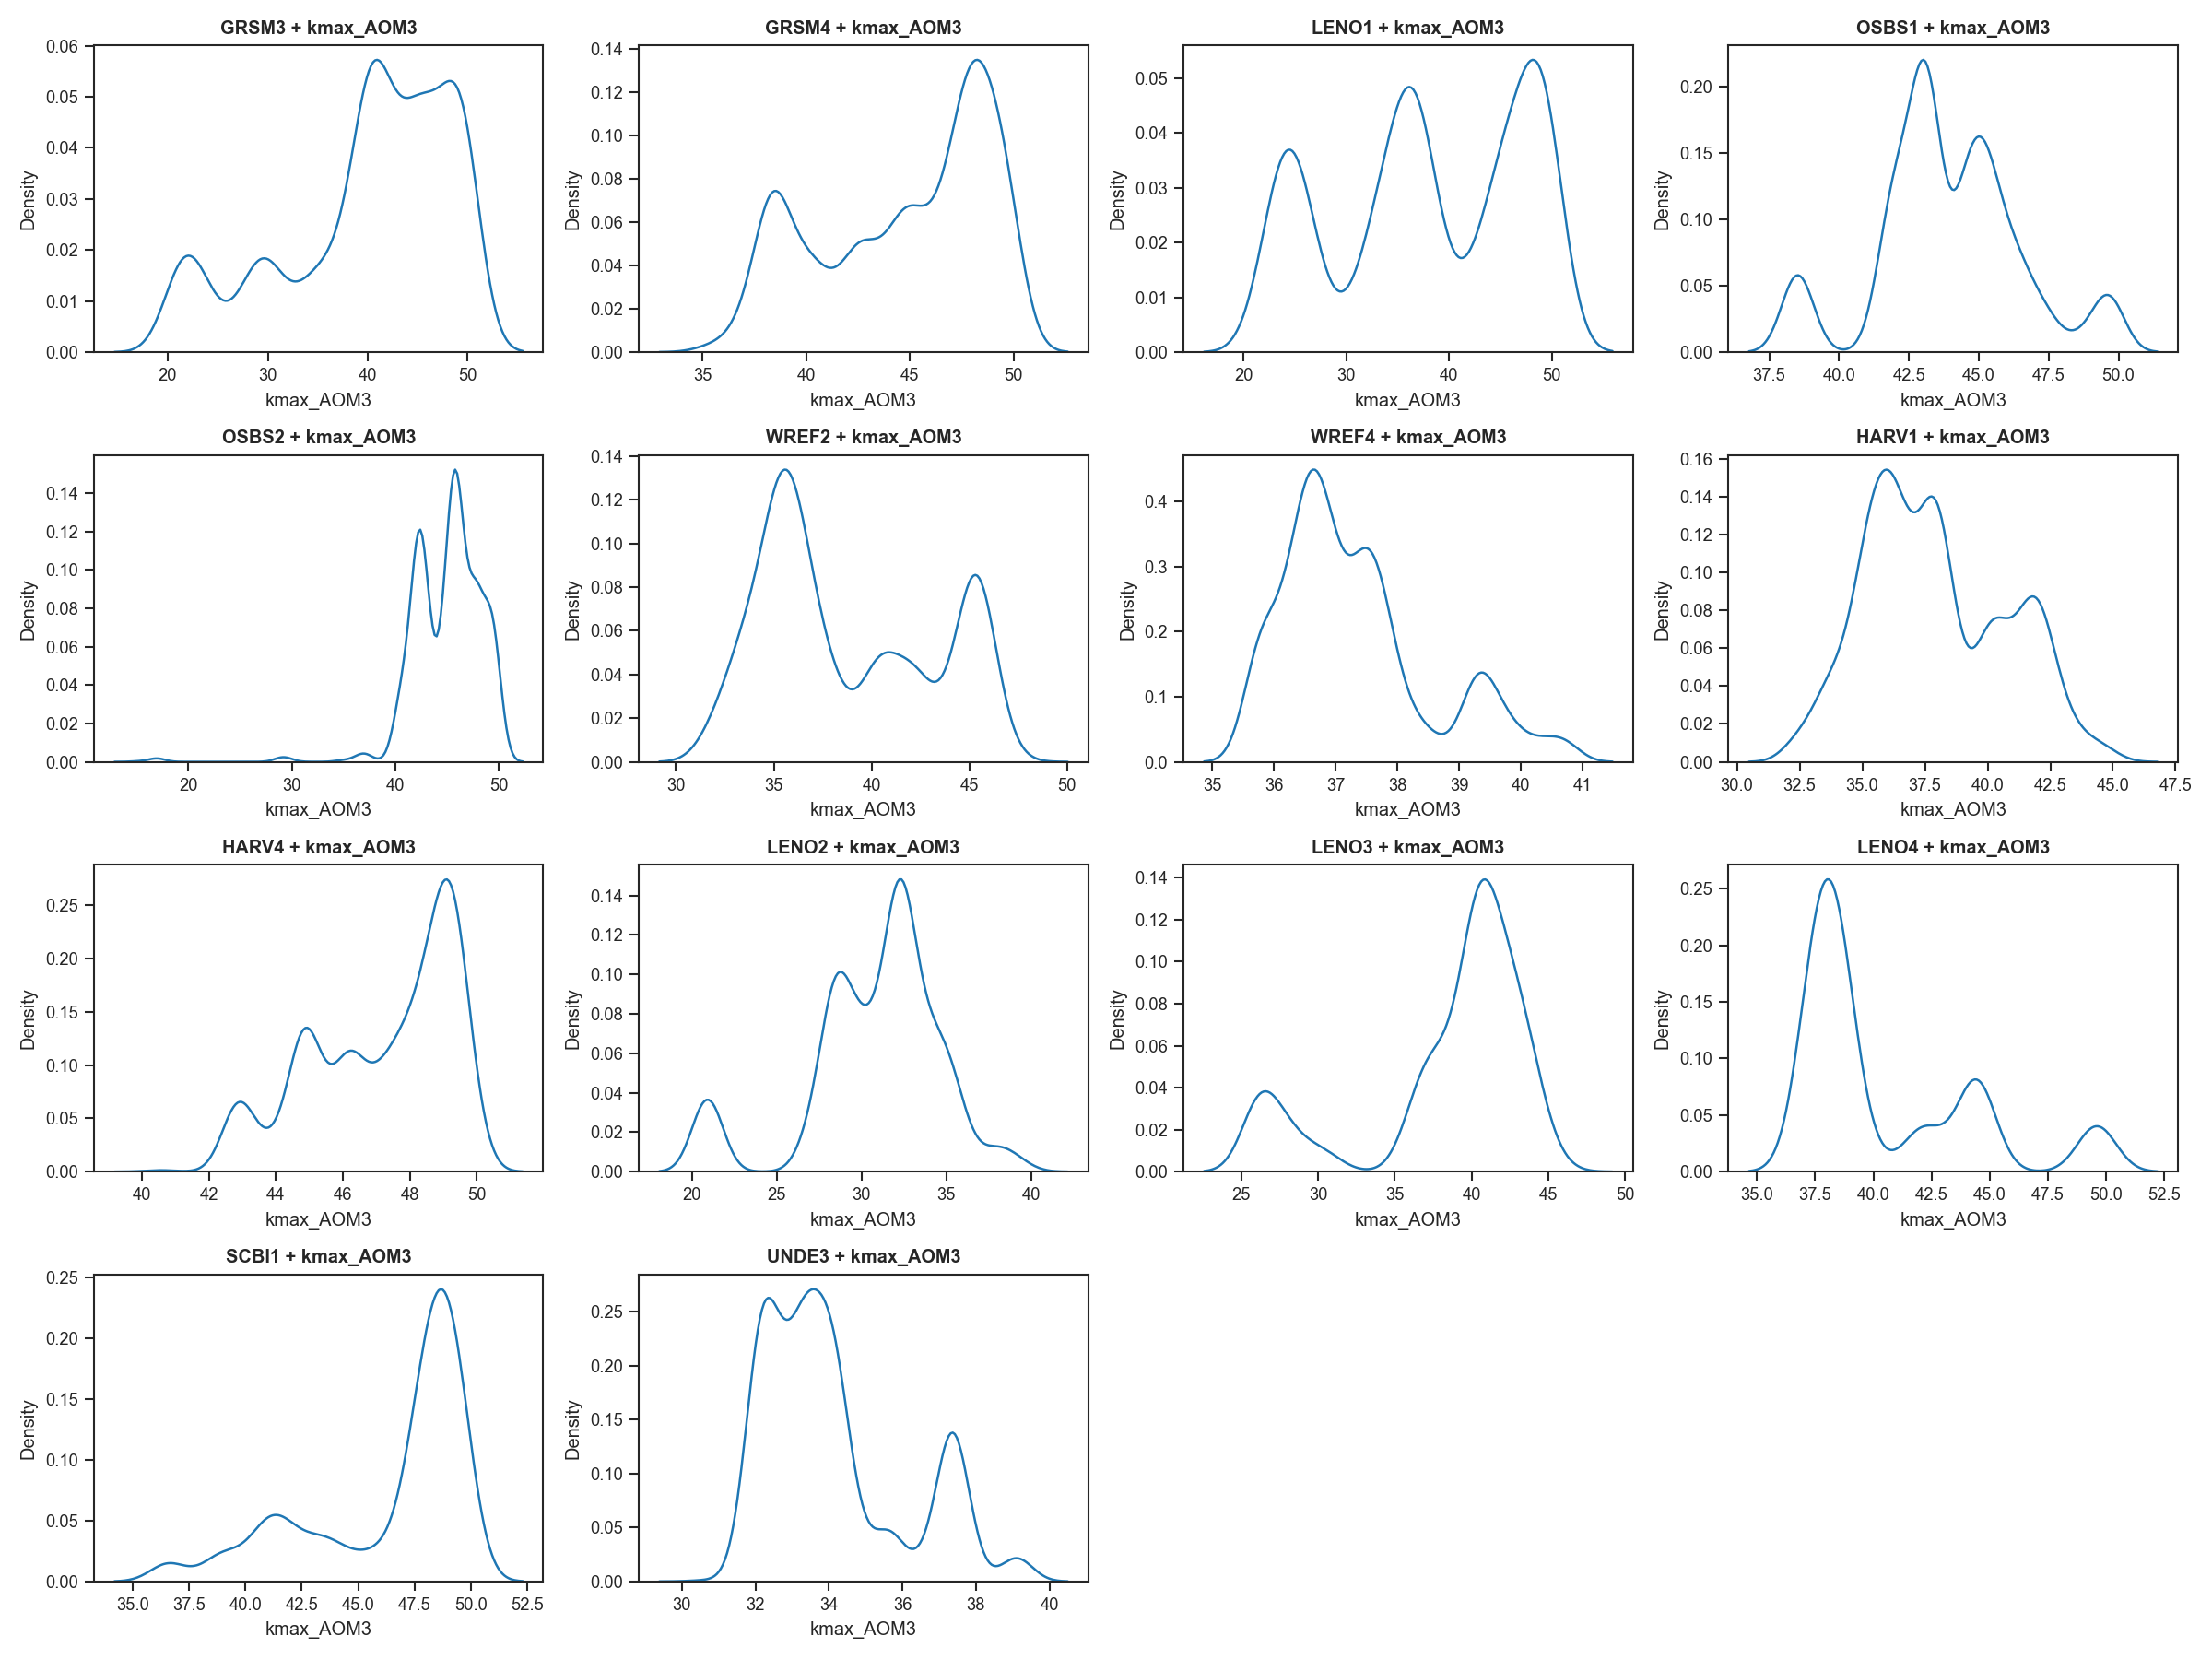 GRSM3 + kmax_AOM3
GRSM4 + kmax_AOM3
LENO1 + kmax_AOM3
OSBS1 + kmax_AOM3
0.06
0.05
0.04
0.03
0.02
0.01
0.00
Density
20 30 40 50
kmax_AOM3
0.14
0.12
0.10
0.08
0.06
0.04
0.02
0.00
Density
35 40 45 50
kmax_AOM3
0.05
0.04
0.03
0.02
0.01
0.00
Density
20 30 40 50
kmax_AOM3
0.20
0.15
0.10
0.05
0.00
Density
37.5 40.0 42.5 45.0 47.5 50.0
kmax_AOM3
OSBS2 + kmax_AOM3
WREF2 + kmax_AOM3
WREF4 + kmax_AOM3
HARV1 + kmax_AOM3
0.14
0.12
0.10
0.08
0.06
0.04
0.02
0.00
Density
20 30 40 50
kmax_AOM3
0.14
0.12
0.10
0.08
0.06
0.04
0.02
0.00
Density
30 35 40 45 50
kmax_AOM3
0.4
0.3
0.2
0.1
0.0
Density
35 36 37 38 39 40 41
kmax_AOM3
0.16
0.14
0.12
0.10
0.08
0.06
0.04
0.02
0.00
Density
30.0 32.5 35.0 37.5 40.0 42.5 45.0 47.5
kmax_AOM3
HARV4 + kmax_AOM3
LENO2 + kmax_AOM3
LENO3 + kmax_AOM3
LENO4 + kmax_AOM3
0.25
0.20
0.15
0.10
0.05
0.00
Density
40 42 44 46 48 50
kmax_AOM3
0.14
0.12
0.10
0.08
0.06
0.04
0.02
0.00
Density
20 25 30 35 40
kmax_AOM3
0.14
0.12
0.10
0.08
0.06
0.04
0.02
0.00
Density
25 30 35 40 45 50
kmax_AOM3
0.25
0.20
0.15
0.10
0.05
0.00
Density
35.0 37.5 40.0 42.5 45.0 47.5 50.0 52.5
kmax_AOM3
SCBI1 + kmax_AOM3
UNDE3 + kmax_AOM3
0.25
0.20
0.15
0.10
0.05
0.00
Density
35.0 37.5 40.0 42.5 45.0 47.5 50.0 52.5
kmax_AOM3
0.25
0.20
0.15
0.10
0.05
0.00
Density
30 32 34 36 38 40
kmax_AOM3